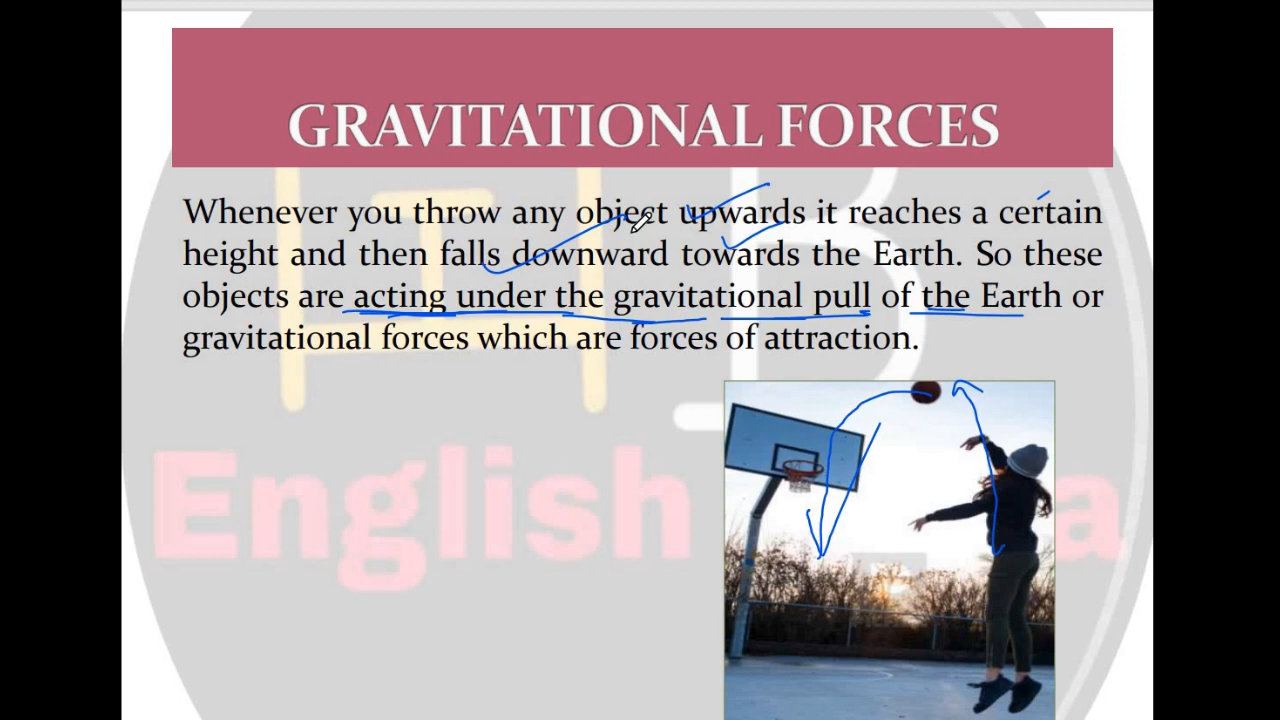 GRAVITATIONAL FORCES
Whenever you throw any object upwards it reaches a certain
height and then falls downward towards the Earth. So these
objects are acting under the gravitational pull of the Earth or
gravitational forces which are forces of attraction.
English a